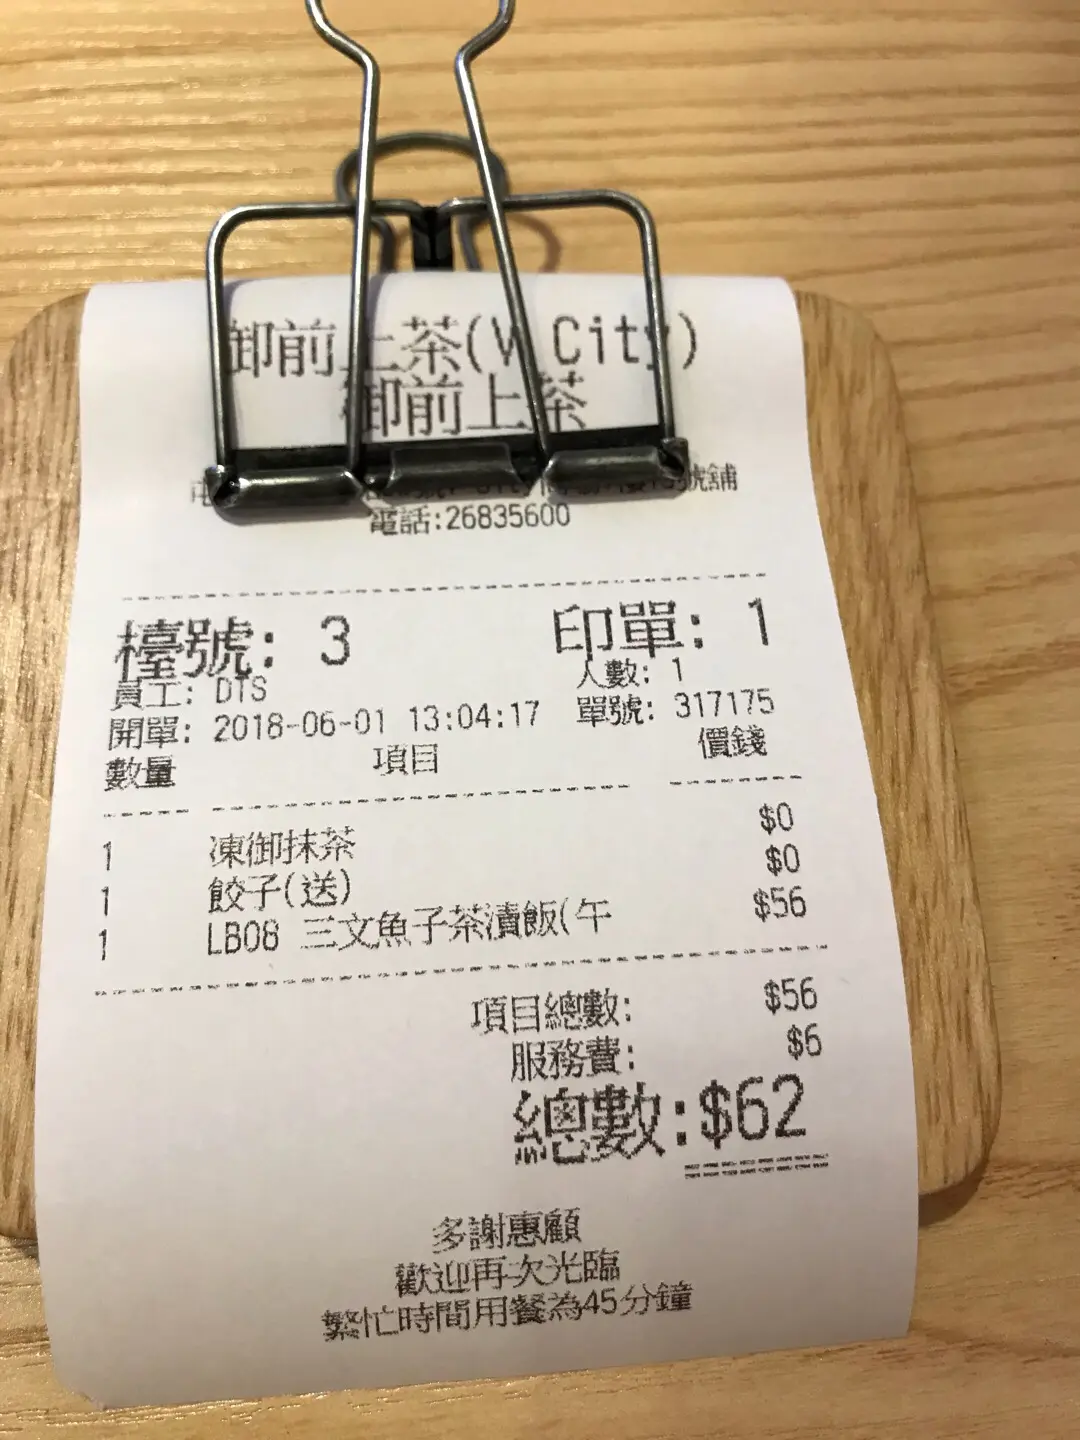 御前上茶(V City)
御前上茶
號舖
電話:26835600
檯號: 3 印單: 1
員工: DTS 人數: 1
開單: 2018-06-01 13:04:17 單號: 317175
數量 項目 價錢
1 凍御抹茶 $0
1 餃子(送) $0
1 LB08 三文魚子茶漬飯(午 $56
項目總數: $56
服務費: $6
總數:$62
多謝惠顧
歡迎再次光臨
繁忙時間用餐為45分鐘